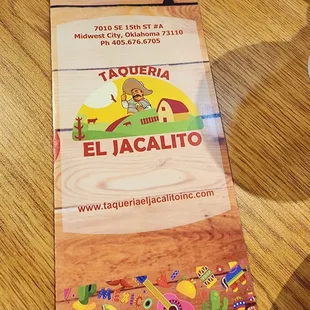 7010 SE 15th ST #A
Midwest City, Oklahoma 73110
Ph 405.676.6705
TAQUERIA
EL JACALITO
www.taqueriaeljacalitoinc.com